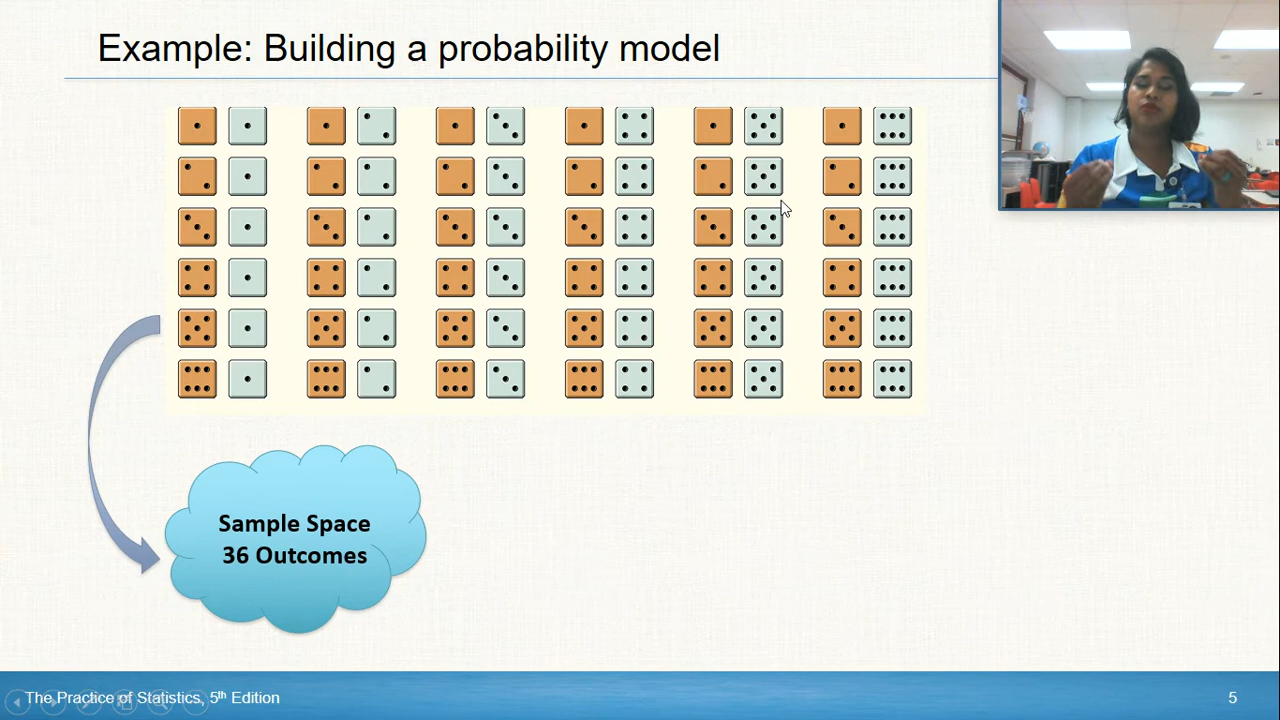 Example: Building a probability model
Sample Space
36 Outcomes
The Practice of Statistics, 5th Edition
5